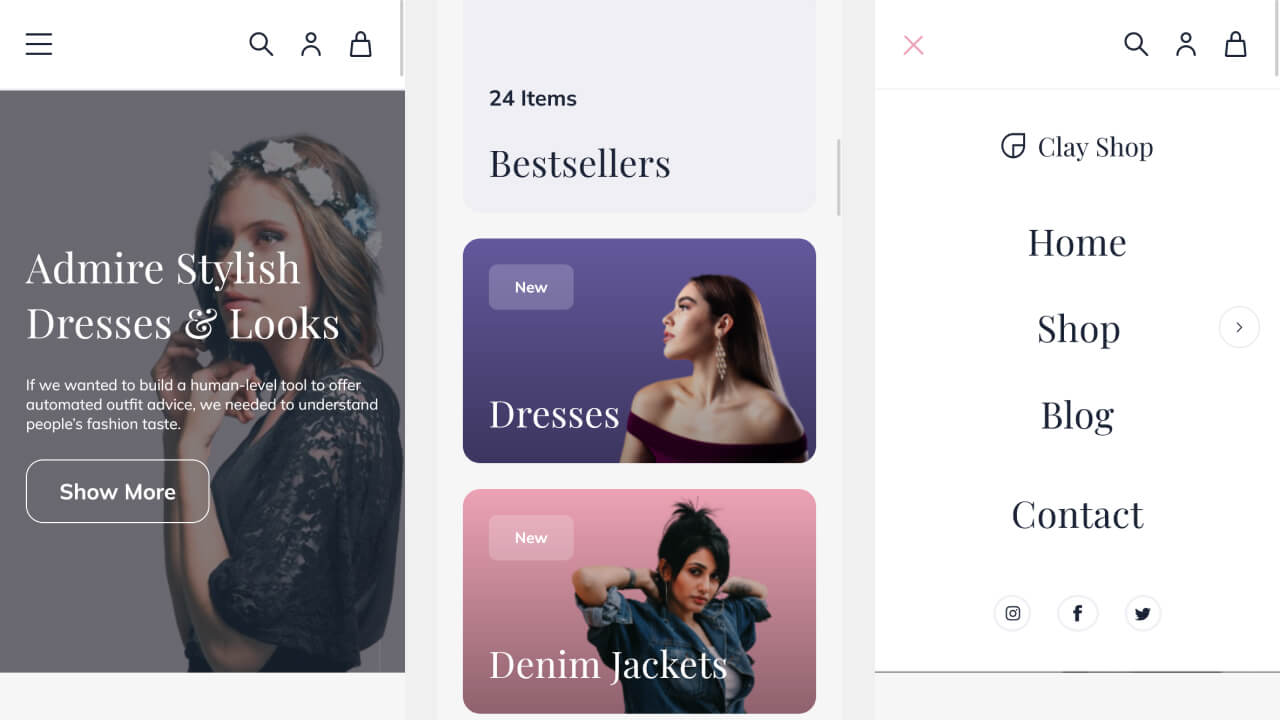 Admire Stylish
Dresses & Looks
If we wanted to build a human-level tool to offer
automated outfit advice, we needed to understand
people’s fashion taste.
Show More
24 Items
Bestsellers
New
Dresses
New
Denim Jackets
Clay Shop
Home
Shop
Blog
Contact